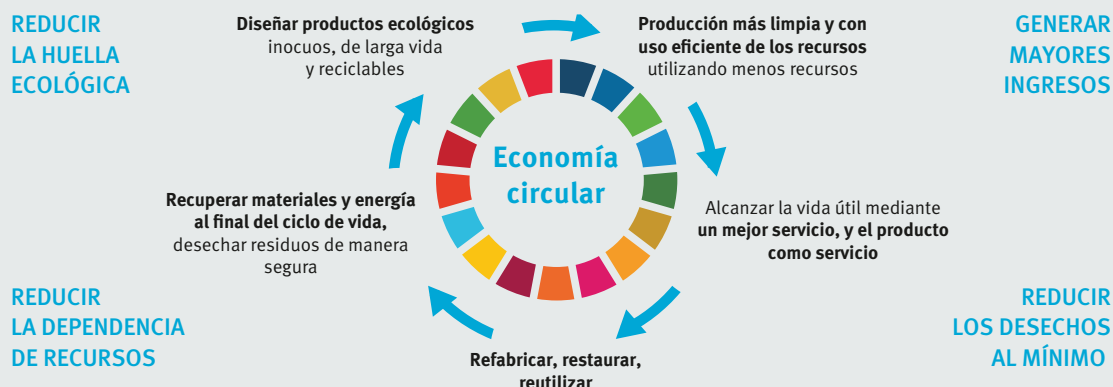 REDUCIR
LA HUELLA
ECOLÓGICA
Diseñar productos ecológicos
inocuos, de larga vida
y reciclables
Producción más limpia y con
uso eficiente de los recursos
utilizando menos recursos
GENERAR
MAYORES
INGRESOS
Economía
circular
Recuperar materiales y energía
al final del ciclo de vida,
desechar residuos de manera
segura
Alcanzar la vida útil mediante
un mejor servicio, y el producto
como servicio
REDUCIR
LA DEPENDENCIA
DE RECURSOS
Refabricar, restaurar,
reutilizar
REDUCIR
LOS DESECHOS
AL MÍNIMO